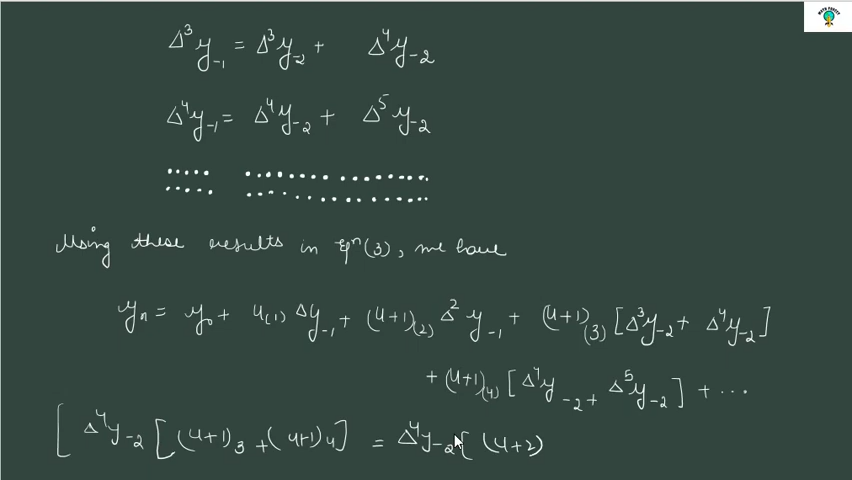 Δ³y₋₁ = Δ³y₋₂ + Δ⁴y₋₂
Δ⁴y₋₁ = Δ⁴y₋₂ + Δ⁵y₋₂
Using these results in eqⁿ(3), we have
yₙ = y₀ + u₍₁₎ Δy₋₁ + (u+1)₍₂₎ Δ²y₋₁ + (u+1)₍₃₎ [Δ³y₋₂ + Δ⁴y₋₂]
+ (u+1)₍₄₎ [Δ⁴y₋₂ + Δ⁵y₋₂] + ...
[ Δ⁴y₋₂ [(u+1)₃ + (u+1)₄] = Δ⁴y₋₂ [ (u+2)